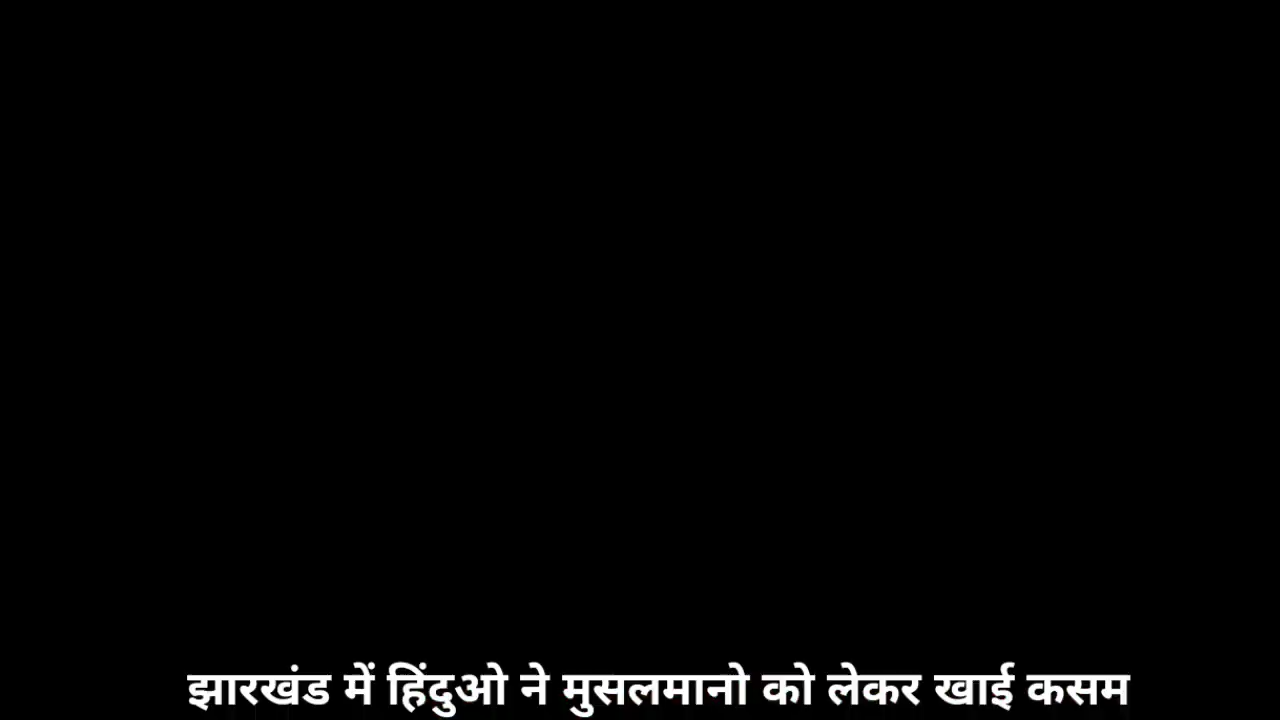 झारखंड में हिंदुओ ने मुसलमानो को लेकर खाई कसम